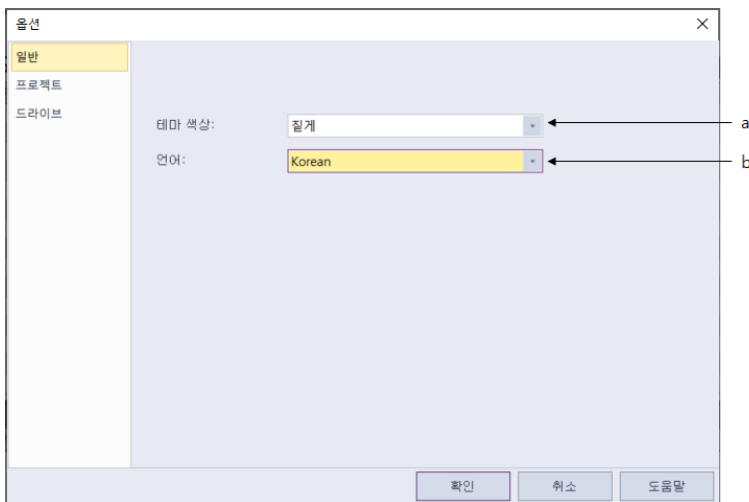 옵션
일반
프로젝트
드라이브
테마 색상: 짙게 a
언어: Korean b
확인 취소 도움말